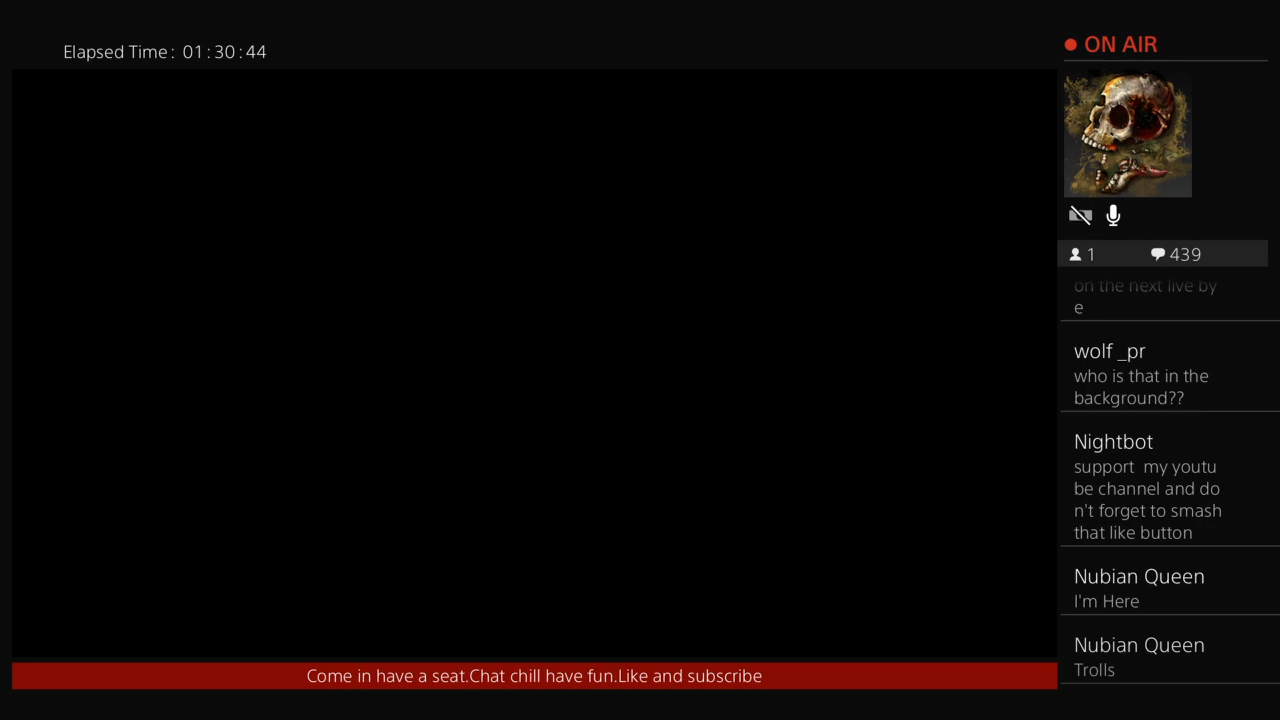 Elapsed Time: 01:30:44
ON AIR
1 439
on the next live by
e
wolf _pr
who is that in the
background??
Nightbot
support  my youtu
be channel and do
n't forget to smash
that like button
Nubian Queen
I'm Here
Nubian Queen
Trolls
Come in have a seat.Chat chill have fun.Like and subscribe